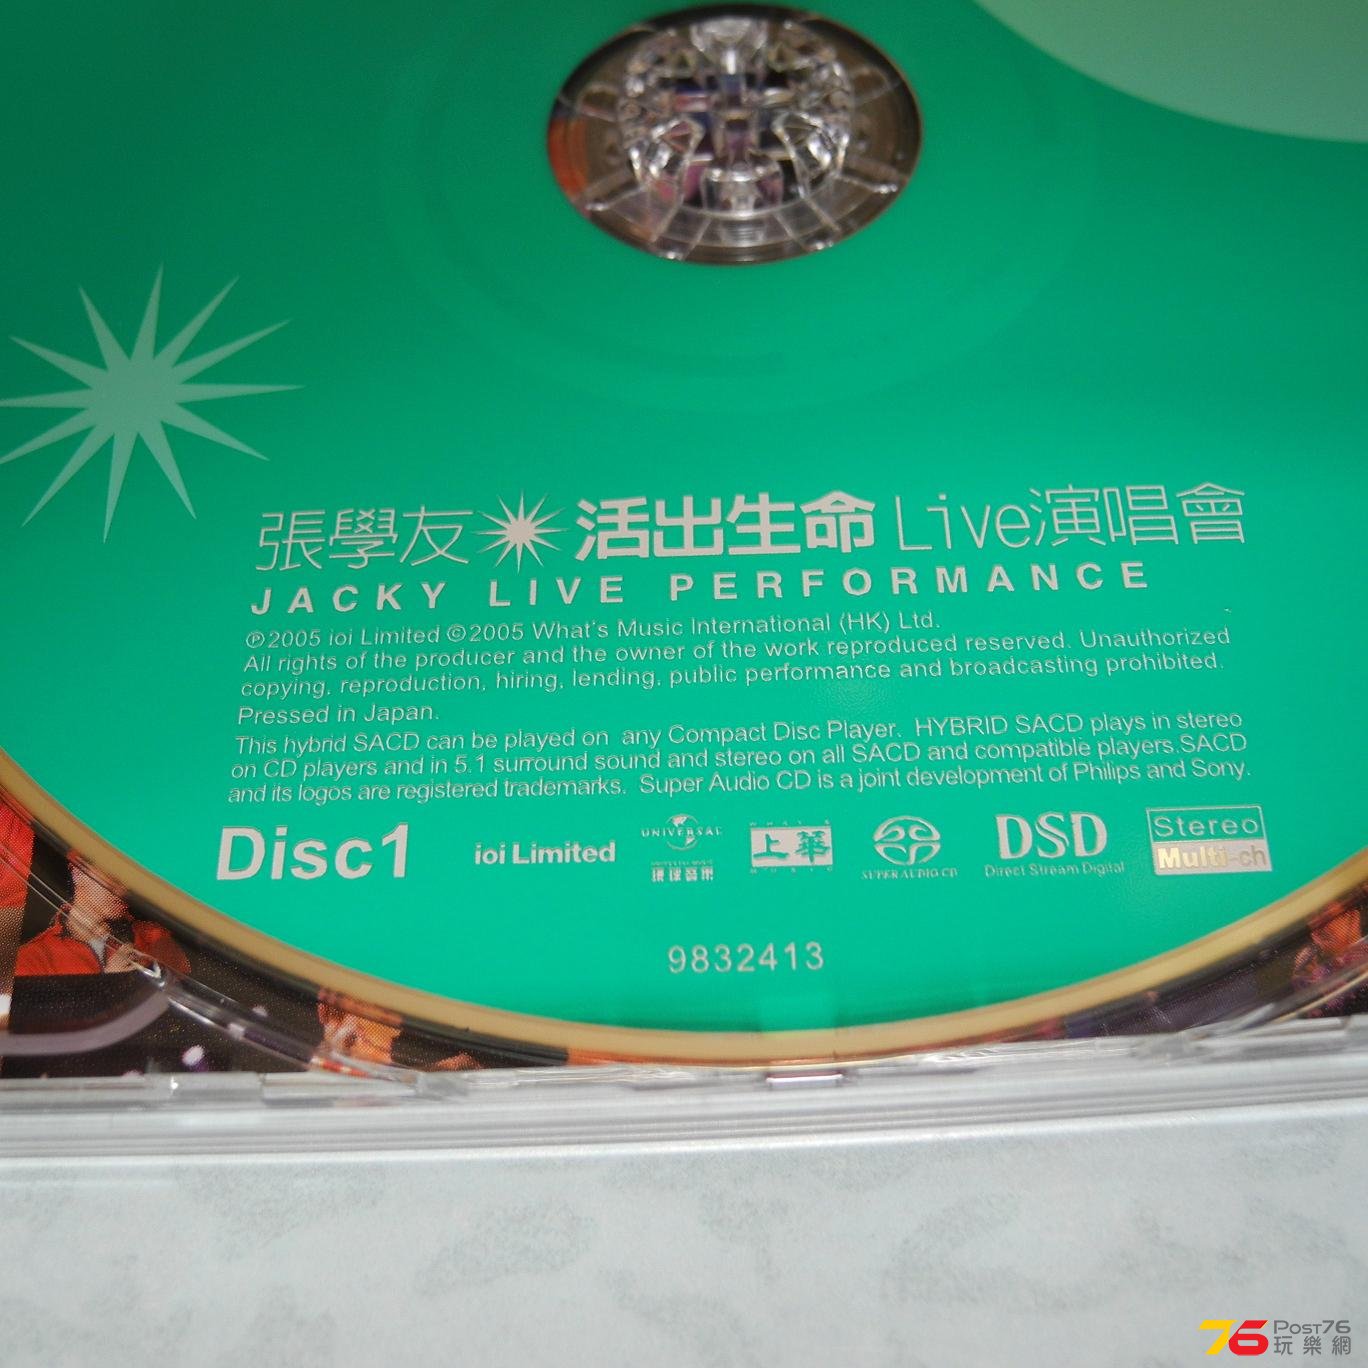 張學友 活出生命 Live演唱會
JACKY LIVE PERFORMANCE
℗2005 ioi Limited ©2005 What's Music International (HK) Ltd.
All rights of the producer and the owner of the work reproduced reserved. Unauthorized
copying, reproduction, hiring, lending, public performance and broadcasting prohibited.
Pressed in Japan.
This hybrid SACD can be played on any Compact Disc Player. HYBRID SACD plays in stereo
on CD players and in 5.1 surround sound and stereo on all SACD and compatible players.SACD
and its logos are registered trademarks. Super Audio CD is a joint development of Philips and Sony.
Disc1
ioi Limited
UNIVERSAL
UNIVERSAL MUSIC
環球音樂
WHAT'S
上華
MUSIC
SUPER AUDIO CD
DSD
Direct Stream Digital
Stereo
Multi-ch
9832413
76 POST76
玩樂網